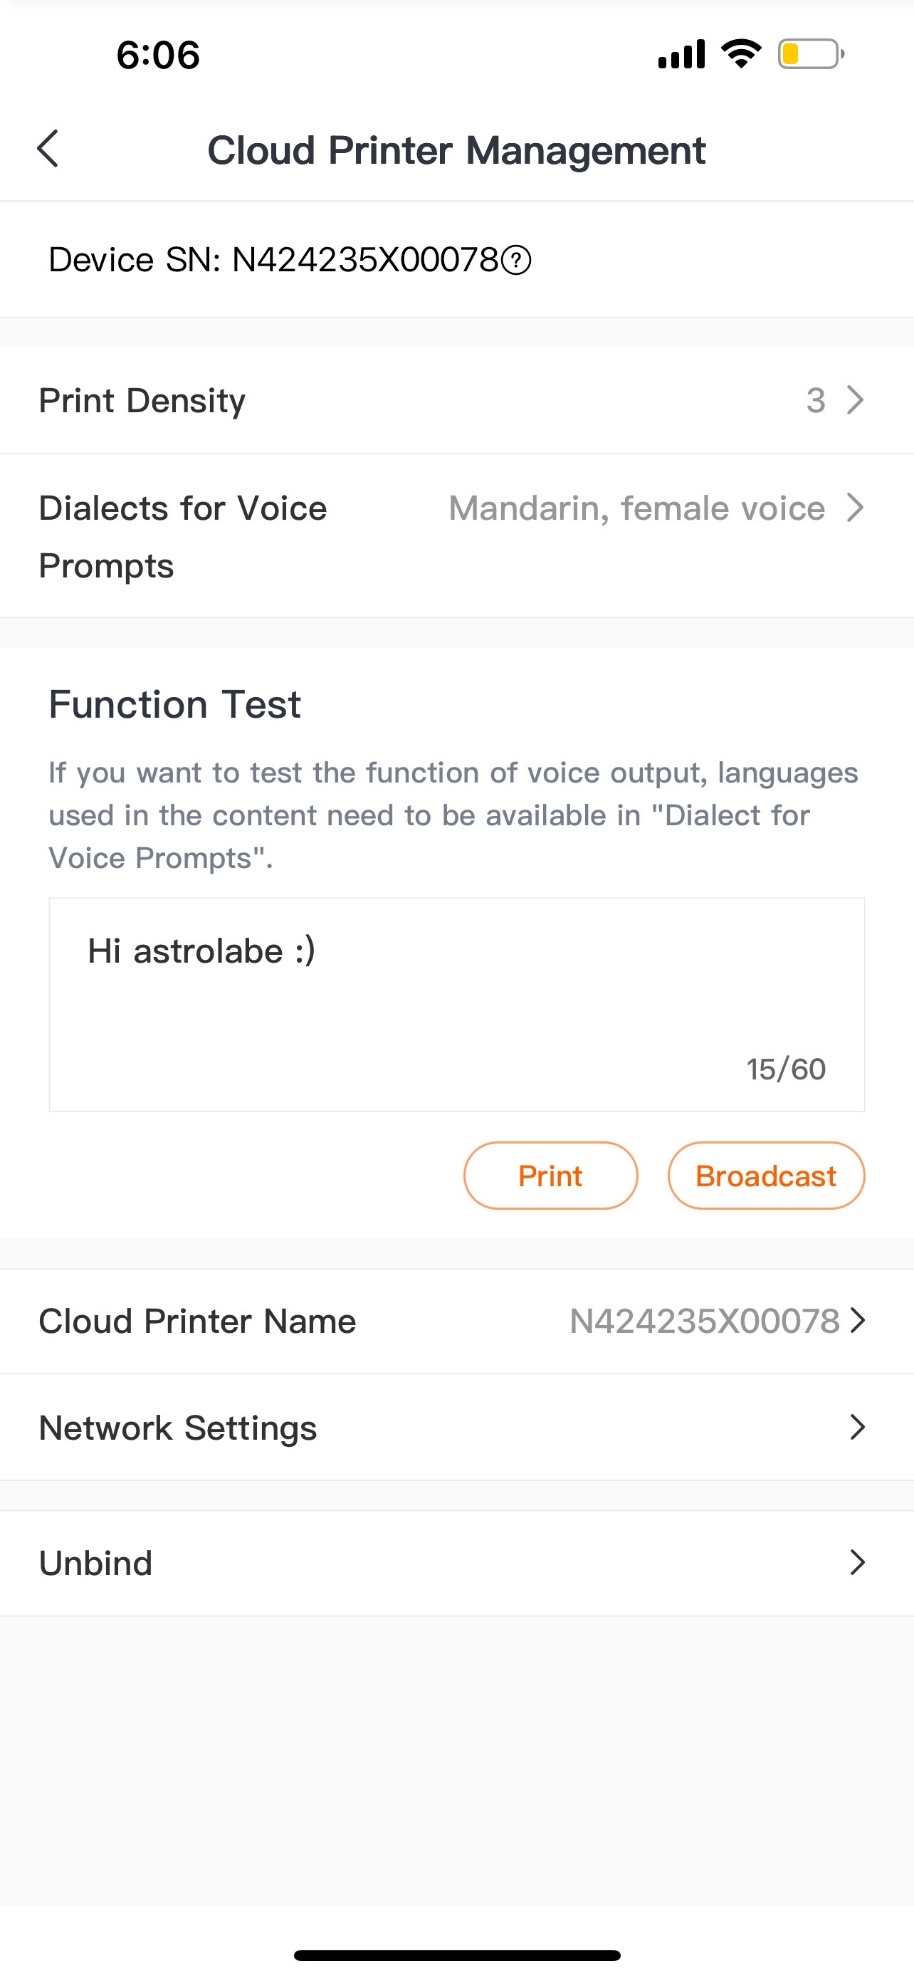 6:06
Cloud Printer Management
Device SN: N424235X00078?
Print Density 3
Dialects for Voice Mandarin, female voice
Prompts
Function Test
If you want to test the function of voice output, languages
used in the content need to be available in "Dialect for
Voice Prompts".
Hi astrolabe :)
15/60
Print Broadcast
Cloud Printer Name N424235X00078
Network Settings
Unbind